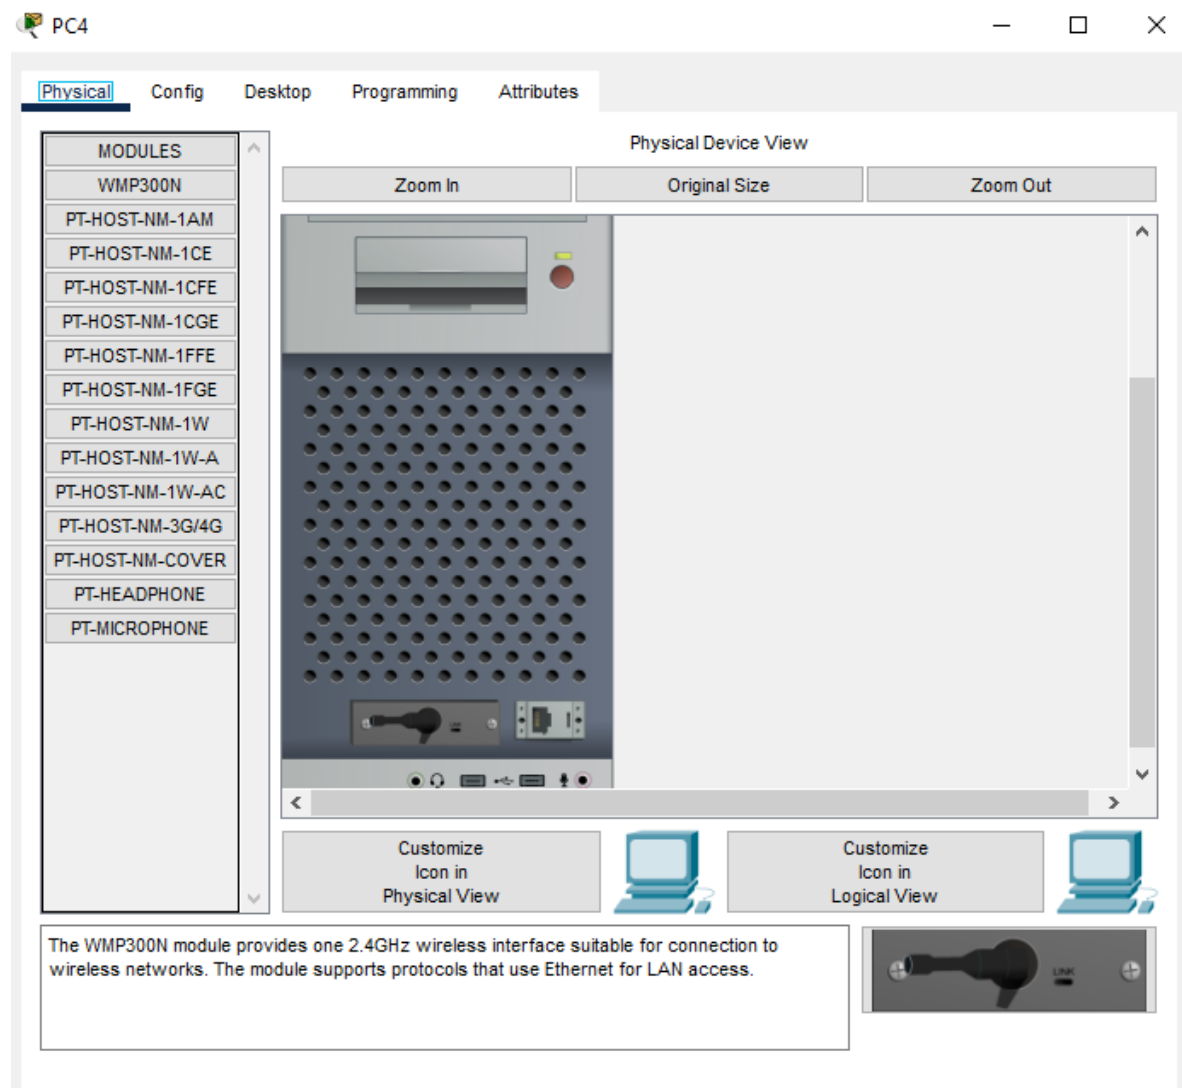 PC4
Physical Config Desktop Programming Attributes
MODULES
WMP300N
PT-HOST-NM-1AM
PT-HOST-NM-1CE
PT-HOST-NM-1CFE
PT-HOST-NM-1CGE
PT-HOST-NM-1FFE
PT-HOST-NM-1FGE
PT-HOST-NM-1W
PT-HOST-NM-1W-A
PT-HOST-NM-1W-AC
PT-HOST-NM-3G/4G
PT-HOST-NM-COVER
PT-HEADPHONE
PT-MICROPHONE
Physical Device View
Zoom In Original Size Zoom Out
LINK
Customize
Icon in
Physical View
Customize
Icon in
Logical View
The WMP300N module provides one 2.4GHz wireless interface suitable for connection to
wireless networks. The module supports protocols that use Ethernet for LAN access.
LINK